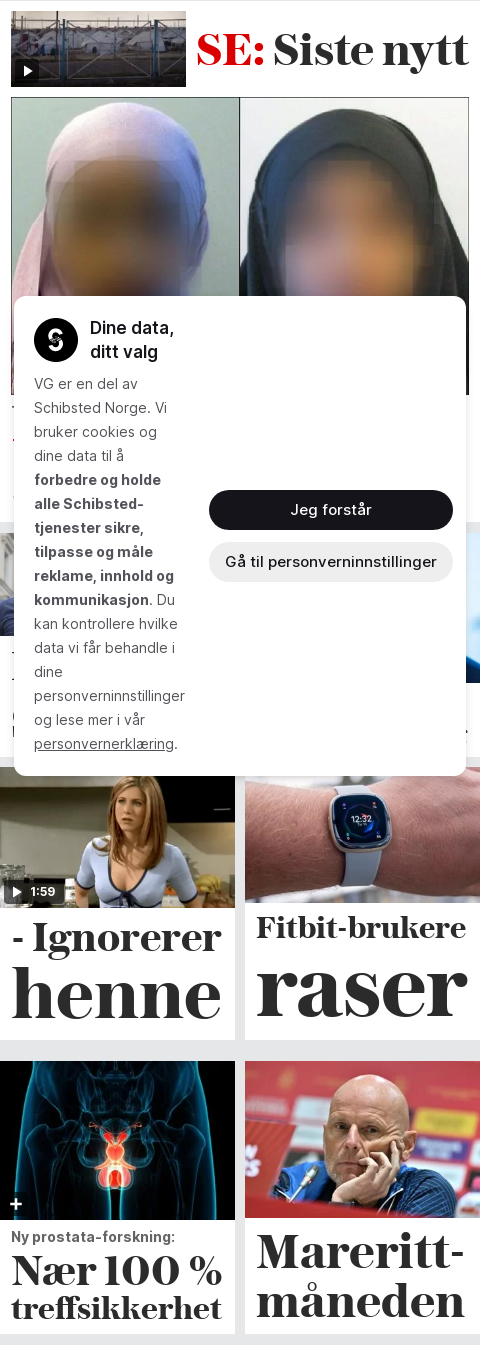 SE: Siste nytt
Dine data,
ditt valg
VG er en del av
Schibsted Norge. Vi
bruker cookies og
dine data til å
forbedre og holde
alle Schibsted-
tjenester sikre,
tilpasse og måle
reklame, innhold og
kommunikasjon. Du
kan kontrollere hvilke
data vi får behandle i
dine
personverninnstillinger
og lese mer i vår
personvernerklæring.
Jeg forstår
Gå til personverninnstillinger
1:59
- Ignorerer
henne
12:32
Fitbit-brukere
raser
Ny prostata-forskning:
Nær 100 %
treffsikkerhet
Mareritt-
måneden